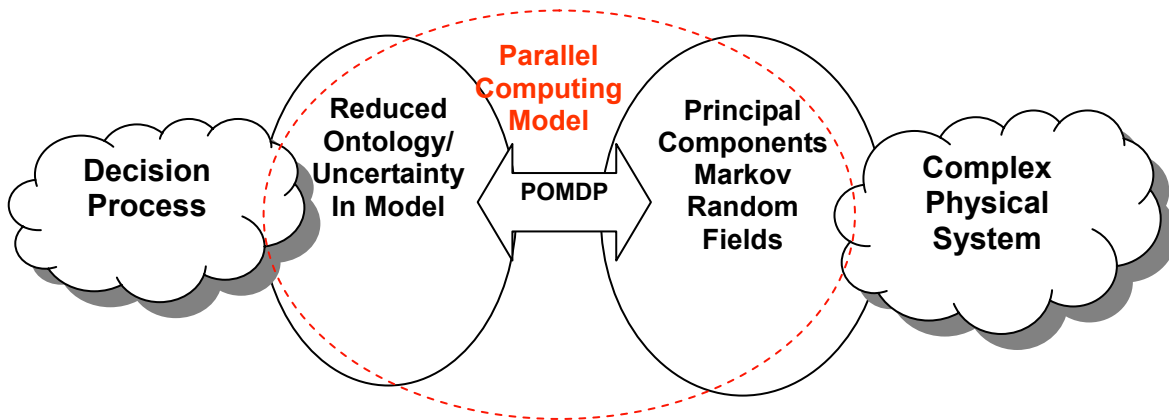 Decision
Process
Reduced
Ontology/
Uncertainty
In Model
Parallel
Computing
Model
POMDP
Principal
Components
Markov
Random
Fields
Complex
Physical
System